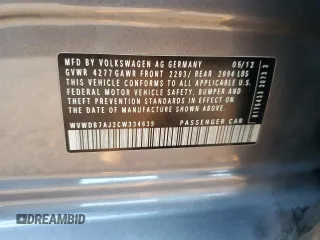 MFD BY VOLKSWAGEN AG GERMANY 05/12
GVWR 4277 GAWR FRONT 2293/ REAR 2094 LBS
THIS VEHICLE CONFORMS TO ALL APPLICABLE
FEDERAL MOTOR VEHICLE SAFETY, BUMPER AND
THEFT PREVENTION STANDARDS IN EFFECT ON
THE DATE OF MANUFACTURE SHOWN ABOVE.
WVWDB7AJ2CW334639 PASSENGER CAR
DREAMBID